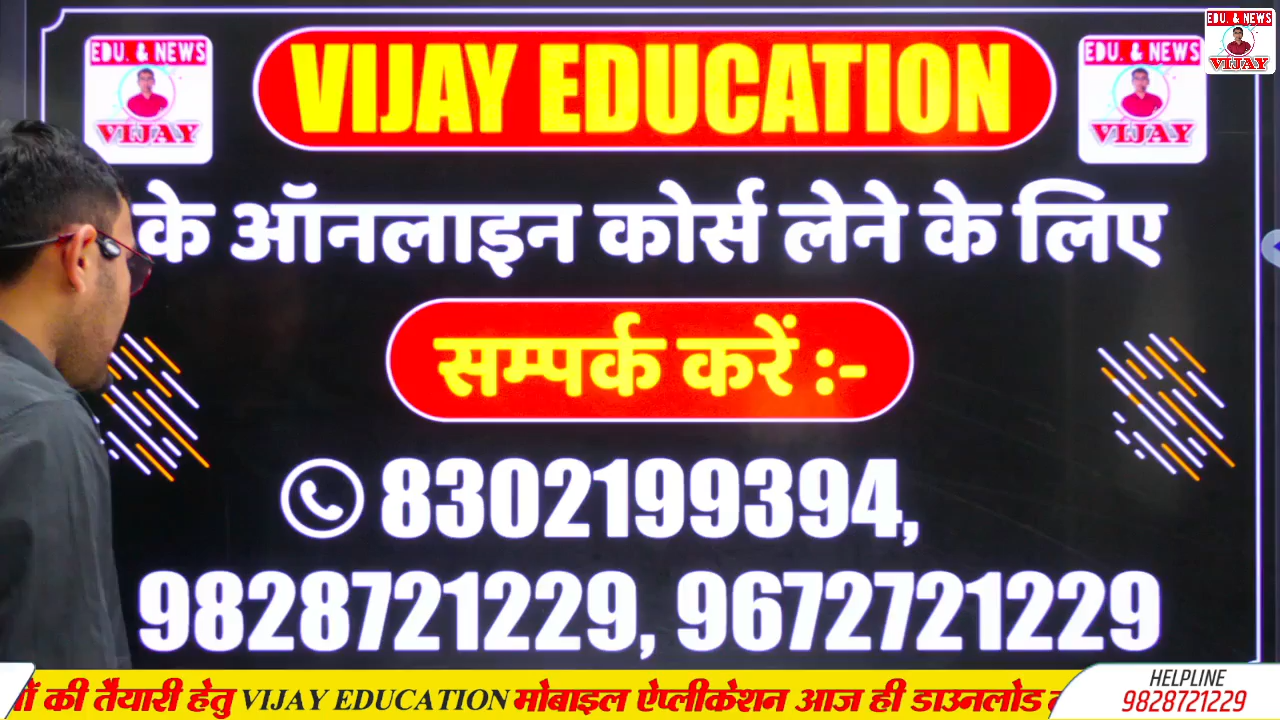 EDU. & NEWS
VIJAY
VIJAY EDUCATION
EDU. & NEWS
VIJAY
EDU. & NEWS
VIJAY
के ऑनलाइन कोर्स लेने के लिए
सम्पर्क करें :-
8302199394,
9828721229, 9672721229
की तैयारी हेतु VIJAY EDUCATION मोबाइल ऐप्लीकेशन आज ही डाउनलोड
HELPLINE
9828721229